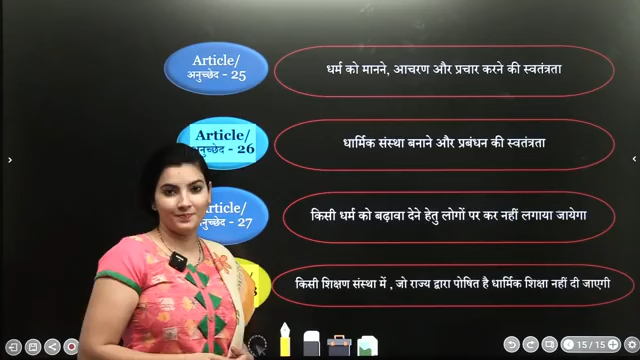 Article/
अनुच्छेद - 25
धर्म को मानने, आचरण और प्रचार करने की स्वतंत्रता
Article/
अनुच्छेद - 26
धार्मिक संस्था बनाने और प्रबंधन की स्वतंत्रता
Article/
नुच्छेद - 27
किसी धर्म को बढ़ावा देने हेतु लोगों पर कर नहीं लगाया जायेगा
किसी शिक्षण संस्था में , जो राज्य द्वारा पोषित है धार्मिक शिक्षा नहीं दी जाएगी
15 / 15